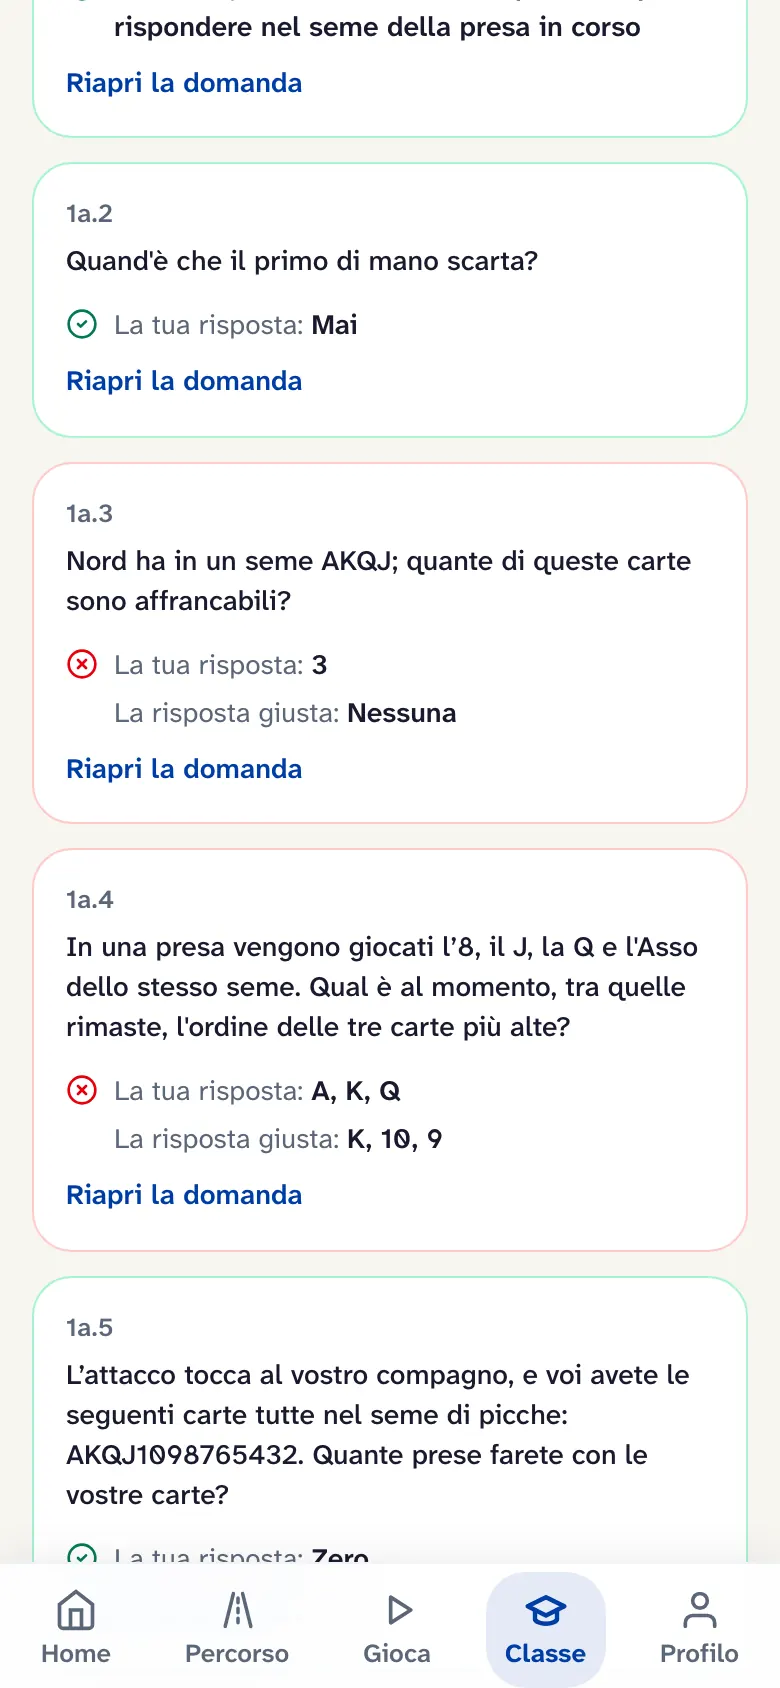 rispondere nel seme della presa in corso
Riapri la domanda
1a.2
Quand'è che il primo di mano scarta?
La tua risposta: Mai
Riapri la domanda
1a.3
Nord ha in un seme AKQJ; quante di queste carte
sono affrancabili?
La tua risposta: 3
La risposta giusta: Nessuna
Riapri la domanda
1a.4
In una presa vengono giocati l’8, il J, la Q e l'Asso
dello stesso seme. Qual è al momento, tra quelle
rimaste, l'ordine delle tre carte più alte?
La tua risposta: A, K, Q
La risposta giusta: K, 10, 9
Riapri la domanda
1a.5
L’attacco tocca al vostro compagno, e voi avete le
seguenti carte tutte nel seme di picche:
AKQJ1098765432. Quante prese farete con le
vostre carte?
La tua risposta: Zero
Home
Percorso
Gioca
Classe
Profilo